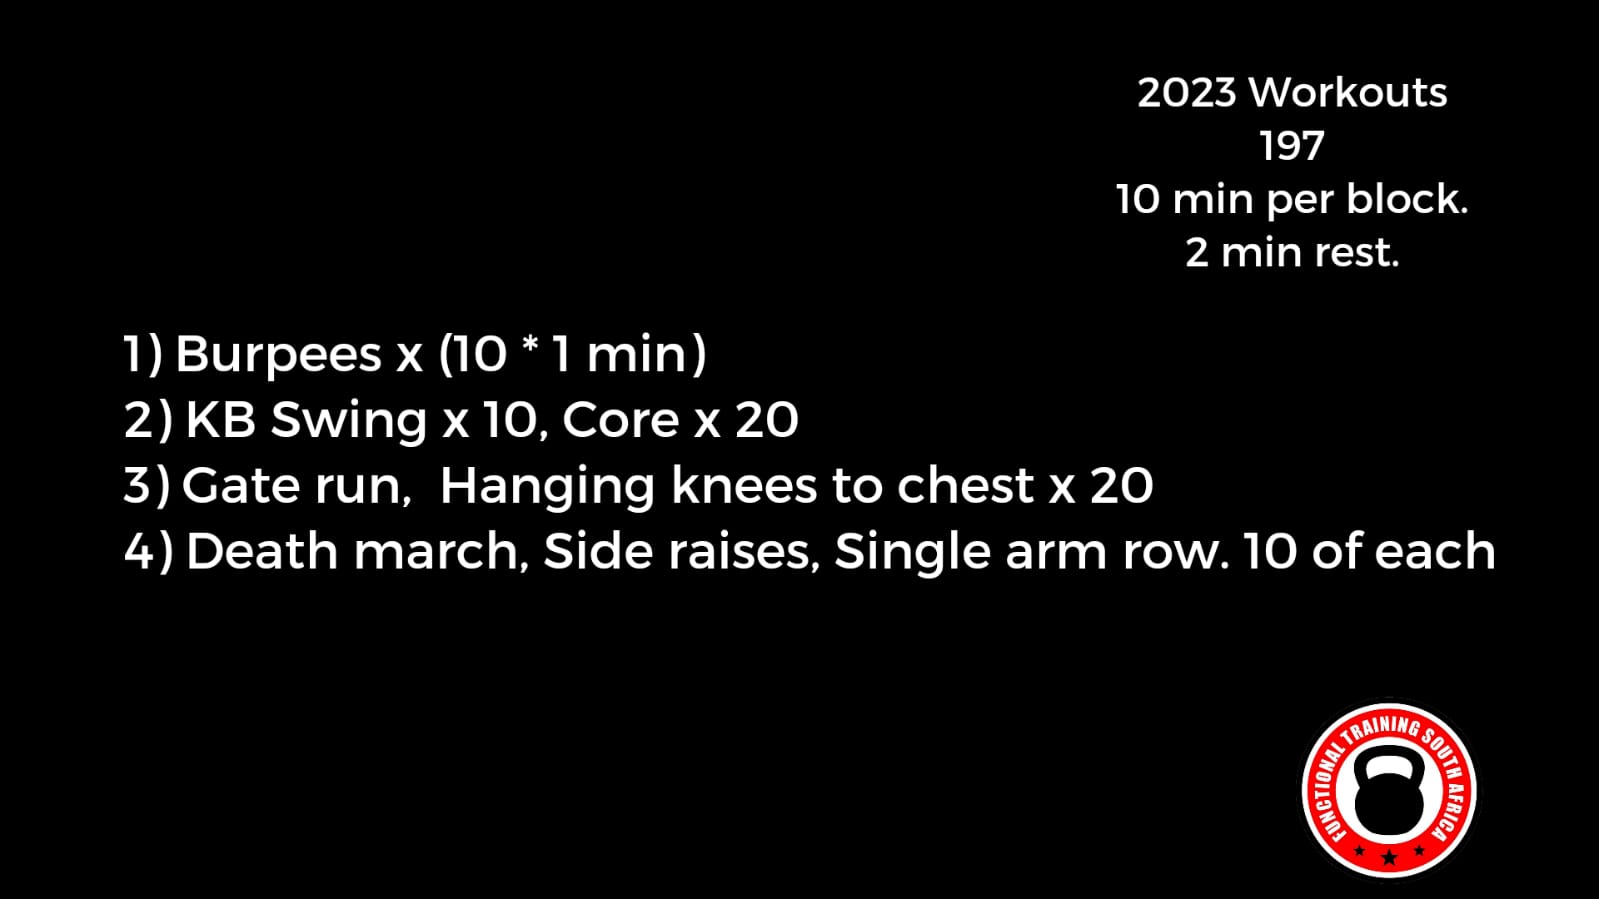 2023 Workouts
197
10 min per block.
2 min rest.
1) Burpees x (10 * 1 min)
2) KB Swing x 10, Core x 20
3) Gate run,  Hanging knees to chest x 20
4) Death march, Side raises, Single arm row. 10 of each
FUNCTIONAL TRAINING SOUTH AFRICA